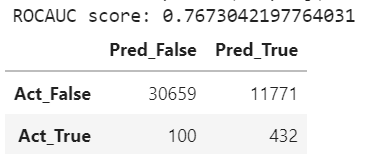 ROCAUC score: 0.7673042197764031
Pred_False Pred_True
Act_False 30659 11771
Act_True 100 432